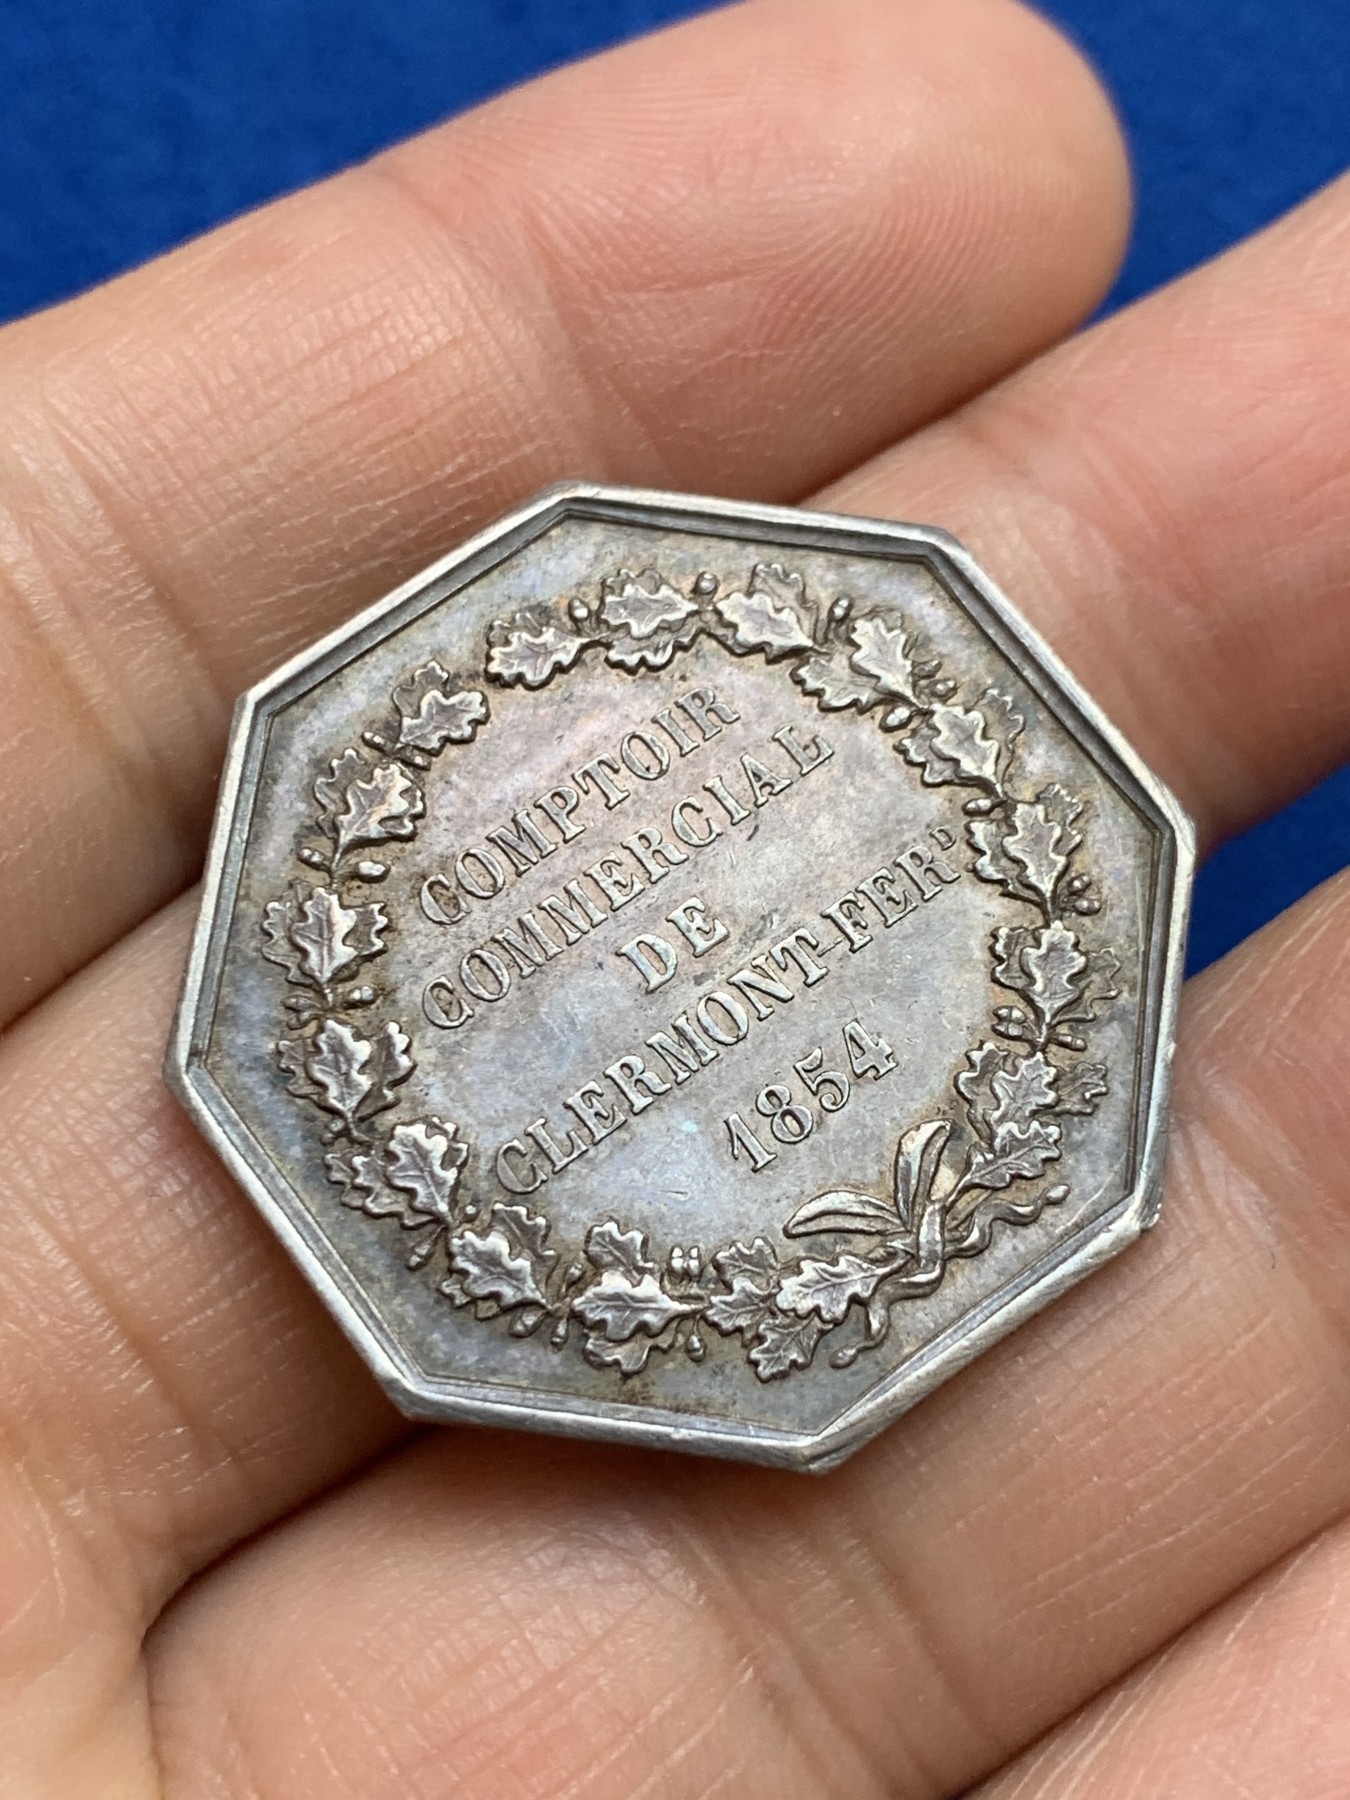 COMPTOIR
COMMERCIAL
DE
CLERMONT-FERD
1854